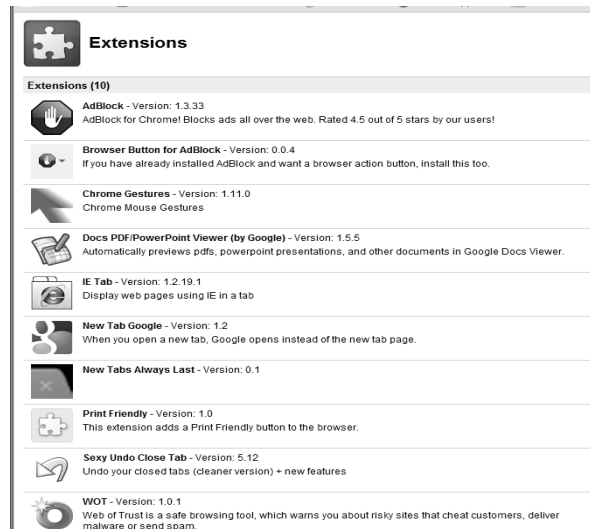 Extensions
Extensions (10)
AdBlock - Version: 1.3.33
AdBlock for Chrome! Blocks ads all over the web. Rated 4.5 out of 5 stars by our users!
Browser Button for AdBlock - Version: 0.0.4
If you have already installed AdBlock and want a browser action button, install this too.
Chrome Gestures - Version: 1.11.0
Chrome Mouse Gestures
Docs PDF/PowerPoint Viewer (by Google) - Version: 1.5.5
Automatically previews pdfs, powerpoint presentations, and other documents in Google Docs Viewer.
IE Tab - Version: 1.2.19.1
Display web pages using IE in a tab
New Tab Google - Version: 1.2
When you open a new tab, Google opens instead of the new tab page.
New Tabs Always Last - Version: 0.1
Print Friendly - Version: 1.0
This extension adds a Print Friendly button to the browser.
Sexy Undo Close Tab - Version: 5.12
Undo your closed tabs (cleaner version) + new features
WOT - Version: 1.0.1
Web of Trust is a safe browsing tool, which warns you about risky sites that cheat customers, deliver
malware or send spam.